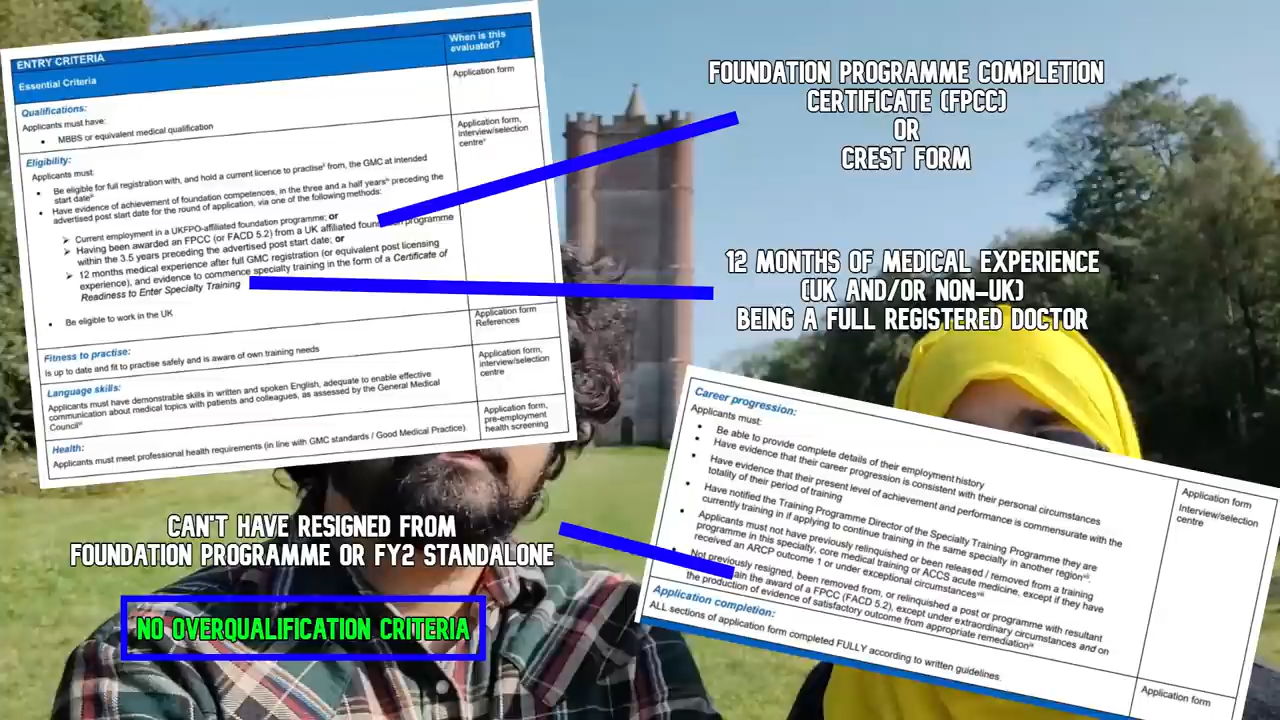 ENTRY CRITERIA
Essential Criteria
When is this
evaluated?
Qualifications:
Applicants must have:
• MBBS or equivalent medical qualification
Application form
Eligibility:
Applicants must:
• Be eligible for full registration with, and hold a current licence to practise from, the GMC at intended
start date
• Have evidence of achievement of foundation competences, in the three and a half years preceding the
advertised post start date for the round of application, via one of the following methods:
➢ Current employment in a UKFPO-affiliated foundation programme; or
➢ Having been awarded an FPCC (or FACD 5.2) from a UK affiliated foundation programme
within the 3.5 years preceding the advertised post start date; or
➢ 12 months medical experience after full GMC registration (or equivalent post licensing
experience), and evidence to commence specialty training in the form of a Certificate of
Readiness to Enter Specialty Training
• Be eligible to work in the UK
Application form,
interview/selection
centre
Fitness to practise:
Is up to date and fit to practise safely and is aware of own training needs
Application form
References
Language skills:
Applicants must have demonstrable skills in written and spoken English, adequate to enable effective
communication about medical topics with patients and colleagues, as assessed by the General Medical
Council
Application form,
interview/selection
centre
Health:
Applicants must meet professional health requirements (in line with GMC standards / Good Medical Practice)
Application form,
pre-employment
health screening
FOUNDATION PROGRAMME COMPLETION
CERTIFICATE (FPCC)
OR
CREST FORM
12 MONTHS OF MEDICAL EXPERIENCE
(UK AND/OR NON-UK)
BEING A FULL REGISTERED DOCTOR
CAN'T HAVE RESIGNED FROM
FOUNDATION PROGRAMME OR FY2 STANDALONE
NO OVERQUALIFICATION CRITERIA
Career progression:
Applicants must:
• Be able to provide complete details of their employment history
• Have evidence that their career progression is consistent with their personal circumstances
• Have evidence that their present level of achievement and performance is commensurate with the
totality of their period of training
• Have notified the Training Programme Director of the Specialty Training Programme they are
currently training in if applying to continue training in the same specialty in another region
• Applicants must not have previously relinquished or been released / removed from a training
programme in this specialty, core medical training or ACCS acute medicine, except if they have
received an ARCP outcome 1 or under exceptional circumstances
• Not previously resigned, been removed from, or relinquished a post or programme with resultant
the award of a FPCC (FACD 5.2), except under extraordinary circumstances and on
the production of evidence of satisfactory outcome from appropriate remediation
Application form
Interview/selection
centre
Application completion:
ALL sections of application form completed FULLY according to written guidelines.
Application form